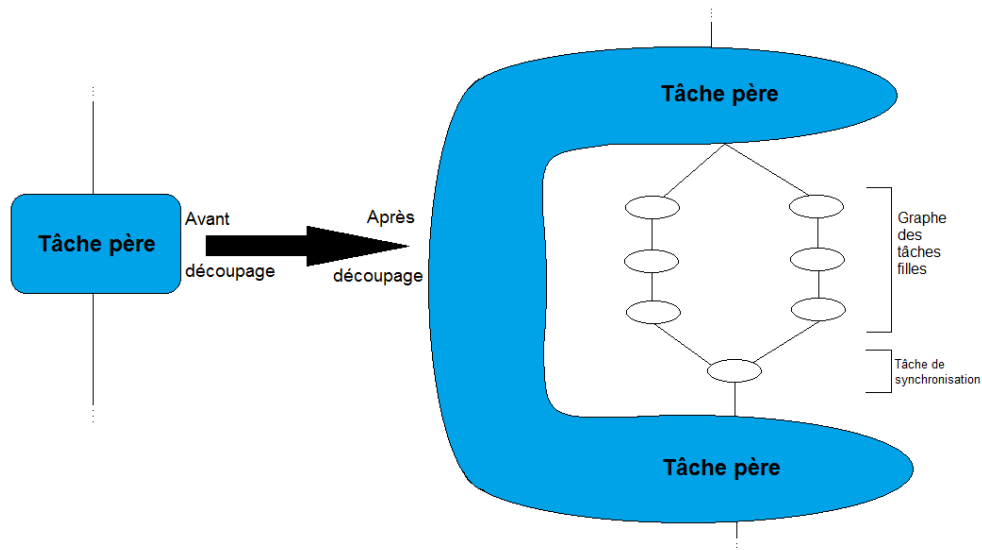 Tâche père
Avant
découpage
Après
découpage
Tâche père
Graphe
des
tâches
filles
Tâche de
synchronisation
Tâche père